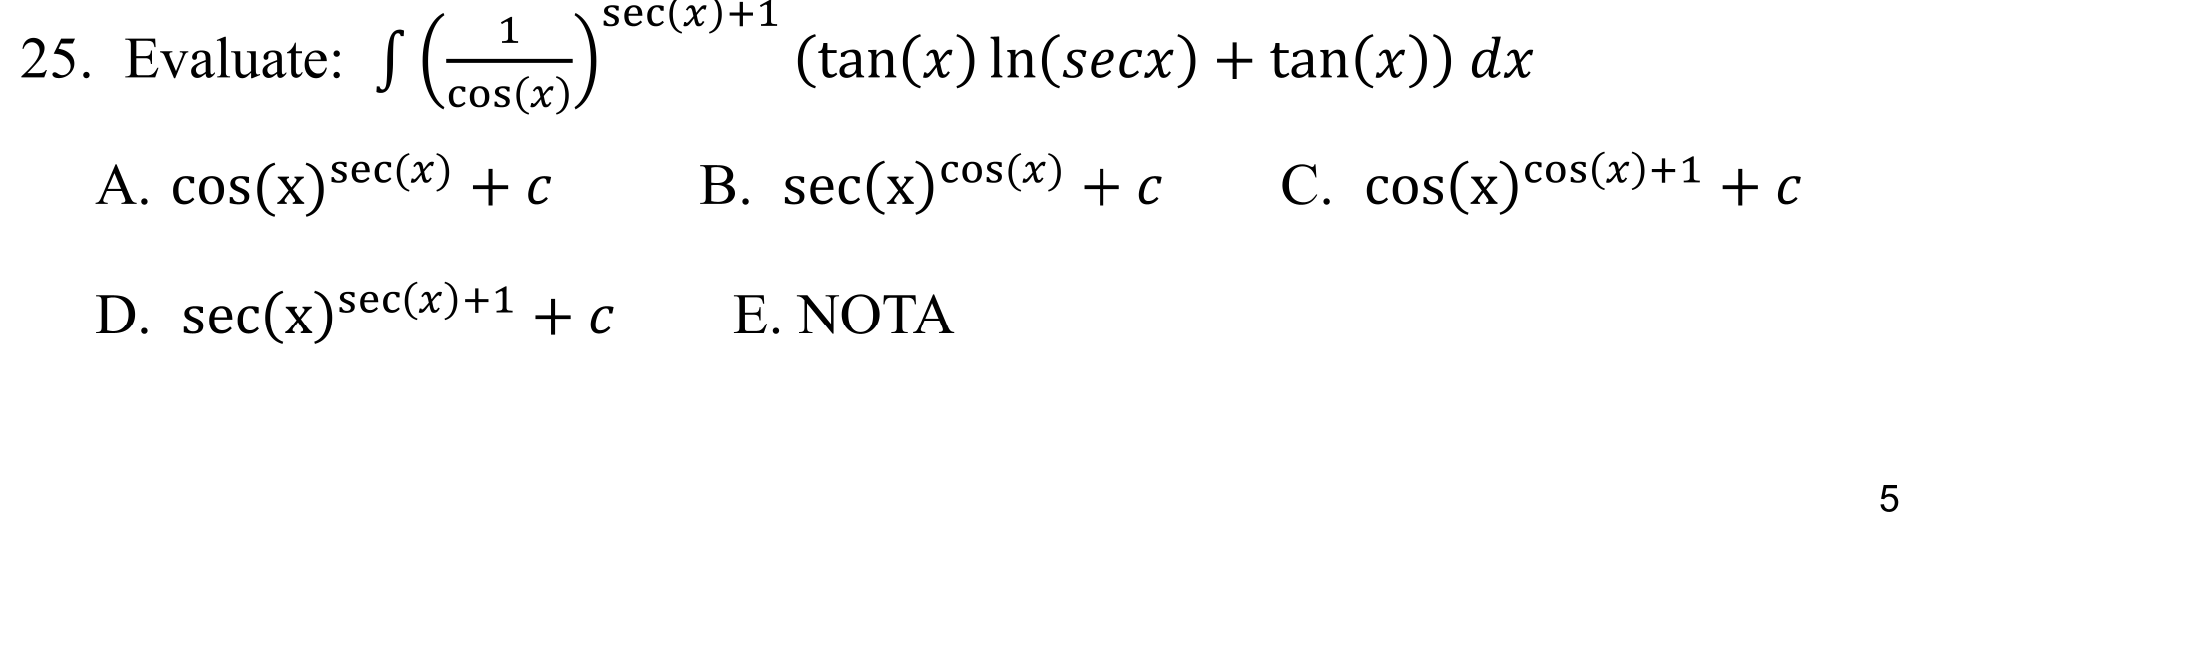 25. Evaluate: ∫ (1/cos(x))^(sec(x)+1) (tan(x) ln(secx) + tan(x)) dx
A. cos(x)^sec(x) + c B. sec(x)^cos(x) + c C. cos(x)^cos(x)+1 + c
D. sec(x)^sec(x)+1 + c E. NOTA
5